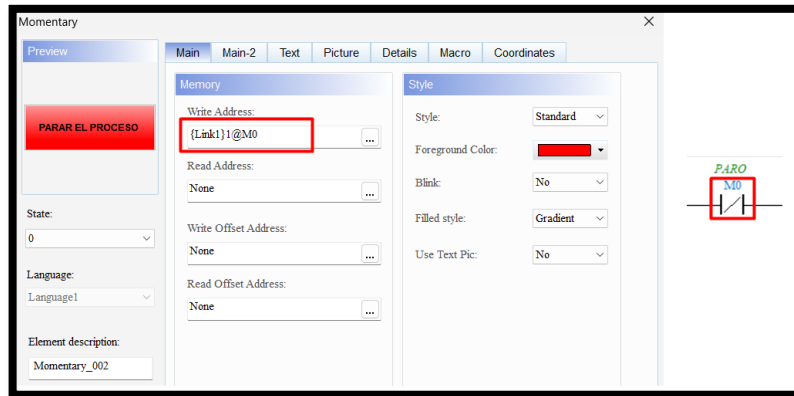 Momentary
Preview
PARAR EL PROCESO
State:
0
Language:
Language1
Element description:
Momentary_002
Main Main-2 Text Picture Details Macro Coordinates
Memory
Write Address:
{Link1}1@M0
...
Read Address:
None
...
Write Offset Address:
None
...
Read Offset Address:
None
...
Style
Style: Standard
Foreground Color:
Blink: No
Filled style: Gradient
Use Text Pic: No
PARO
M0